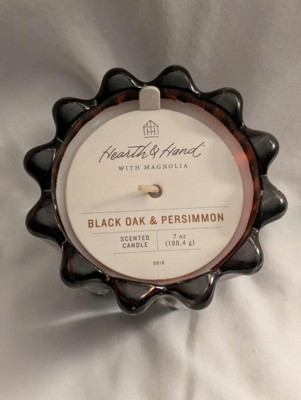 Hearth & Hand
WITH MAGNOLIA
BLACK OAK & PERSIMMON
SCENTED
CANDLE
7 oz
(198.4 g)